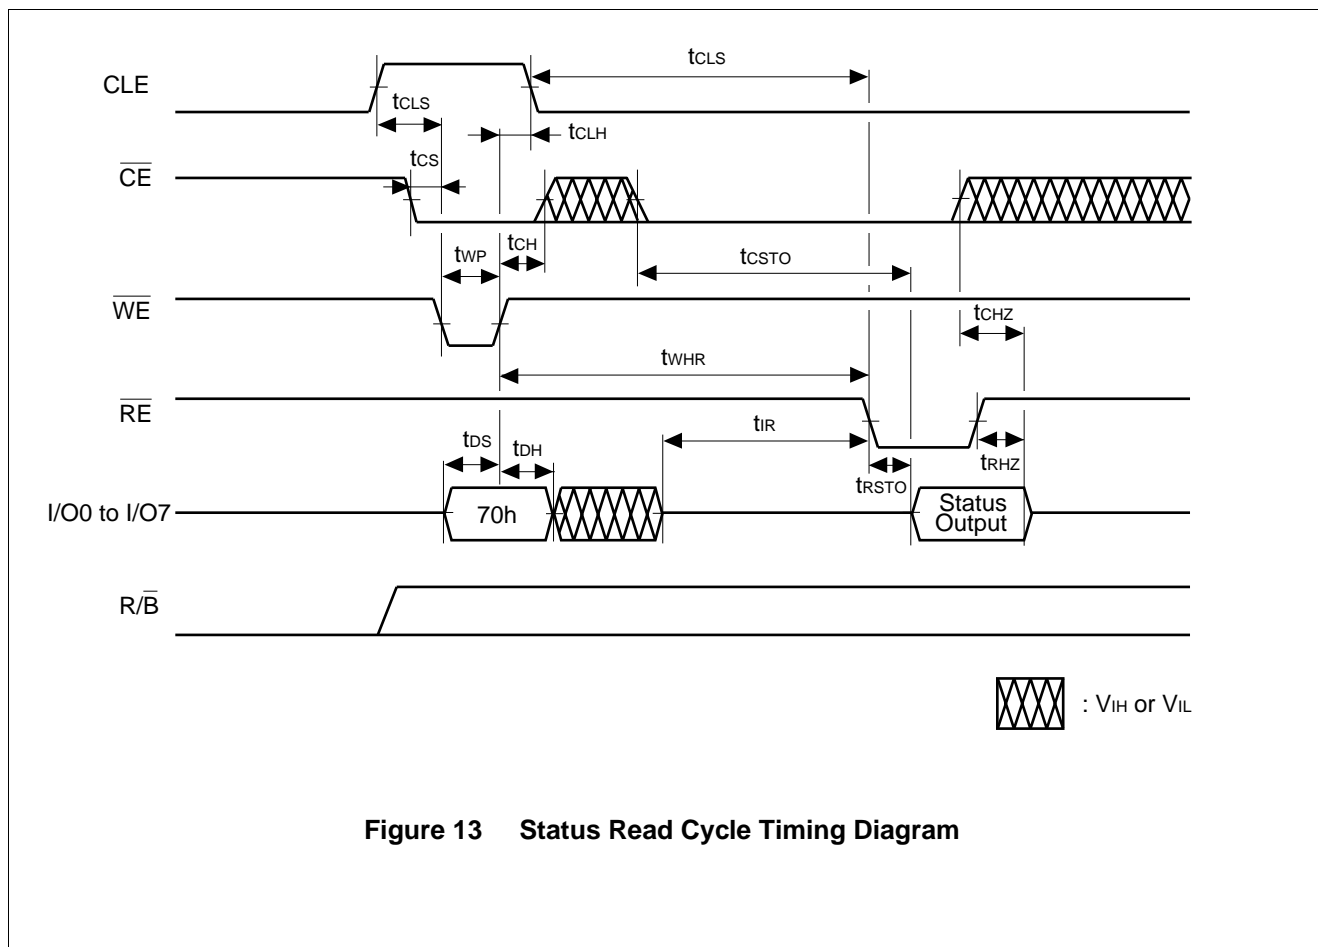 tCLS
CLE
tCLS
tCLH
tCS
CE
tCH
tWP
tCSTO
WE
tCHZ
tWHR
RE
tIR
tDS
tDH
tRHZ
tRSTO
I/O0 to I/O7
70h
Status
Output
R/B
: VIH or VIL
Figure 13 Status Read Cycle Timing Diagram